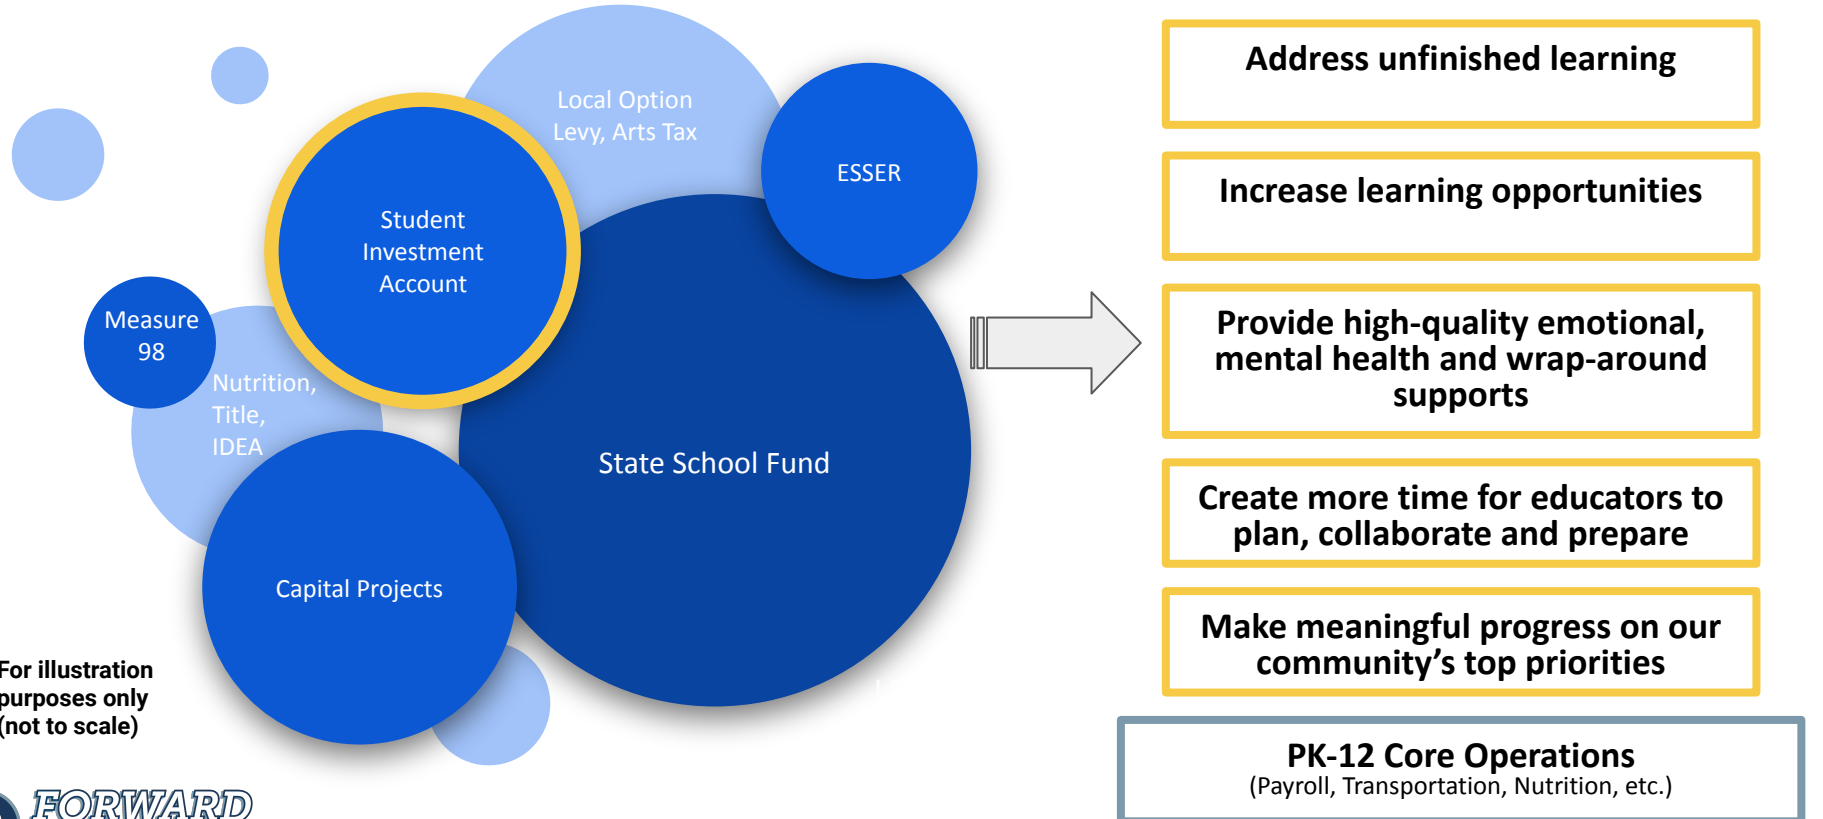 Local Option
Levy, Arts Tax
ESSER
Student
Investment
Account
Measure
98
Nutrition,
Title,
IDEA
State School Fund
Capital Projects
For illustration
purposes only
(not to scale)
FORWARD
Address unfinished learning
Increase learning opportunities
Provide high-quality emotional,
mental health and wrap-around
supports
Create more time for educators to
plan, collaborate and prepare
Make meaningful progress on our
community’s top priorities
PK-12 Core Operations
(Payroll, Transportation, Nutrition, etc.)